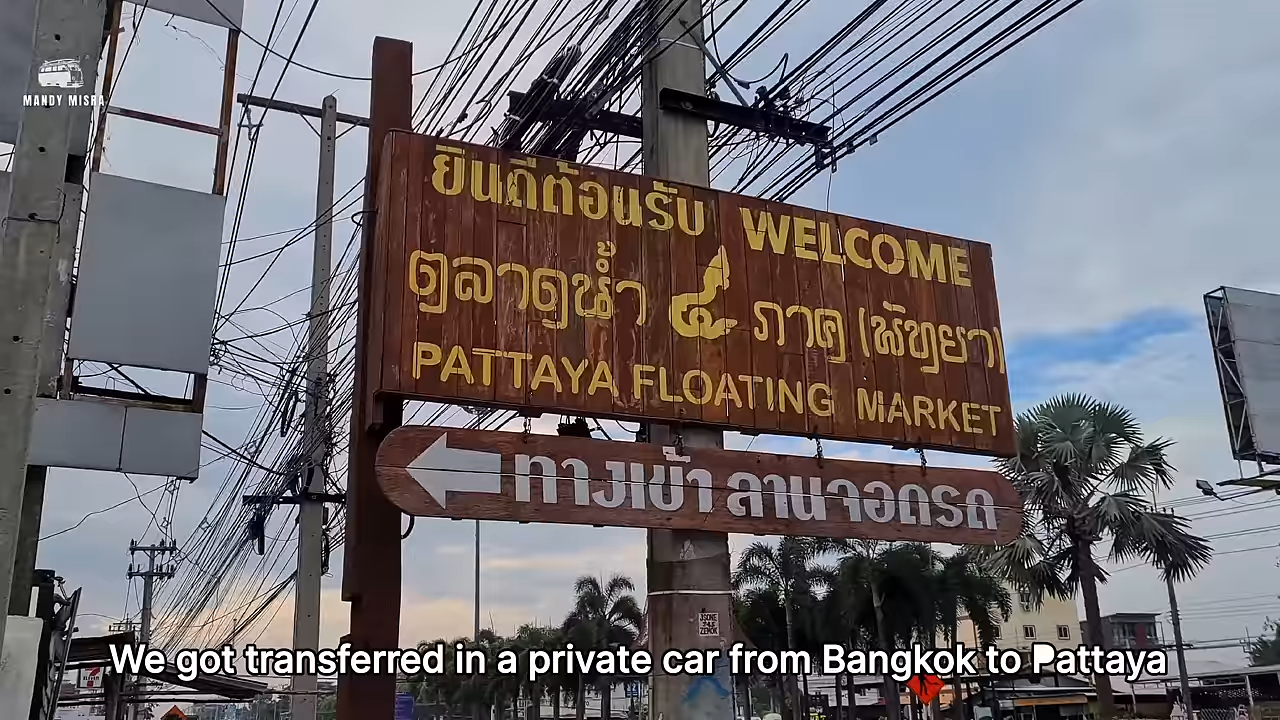 MANDY MISRA
ยินดีต้อนรับ WELCOME
ตลาดน้ำ ๔ ภาค (พัทยา)
PATTAYA FLOATING MARKET
ทางเข้า ลานจอดรถ
We got transferred in a private car from Bangkok to Pattaya